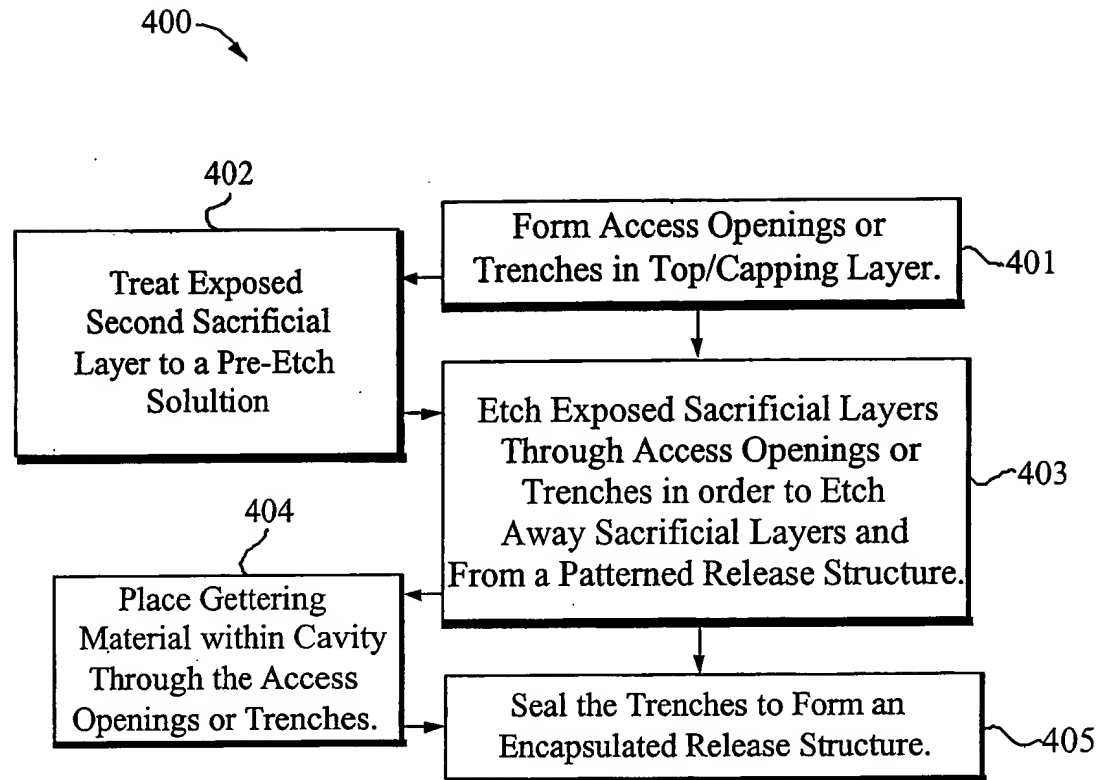 400
402
Treat Exposed
Second Sacrificial
Layer to a Pre-Etch
Solultion
Form Access Openings or
Trenches in Top/Capping Layer.
401
Etch Exposed Sacrificial Layers
Through Access Openings or
Trenches in order to Etch
Away Sacrificial Layers and
From a Patterned Release Structure.
403
404
Place Gettering
Material within Cavity
Through the Access
Openings or Trenches.
Seal the Trenches to Form an
Encapsulated Release Structure.
405